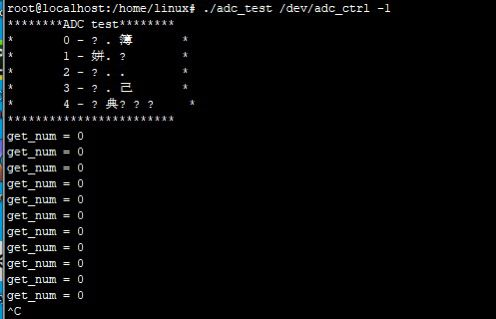 root@localhost:/home/linux# ./adc_test /dev/adc_ctrl -l
********ADC test********
*       0 - ? . 簿         *
*       1 - 姘. ?         *
*       2 - ? . .         *
*       3 - ? . 己         *
*       4 - ? 典? ? ?     *
************************
get_num = 0
get_num = 0
get_num = 0
get_num = 0
get_num = 0
get_num = 0
get_num = 0
get_num = 0
get_num = 0
get_num = 0
get_num = 0
^C